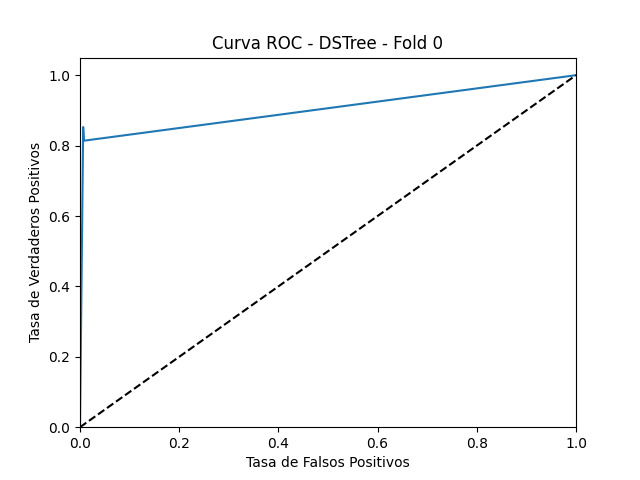 Curva ROC - DSTree - Fold 0
Tasa de Verdaderos Positivos
1.0
0.8
0.6
0.4
0.2
0.0
0.0 0.2 0.4 0.6 0.8 1.0
Tasa de Falsos Positivos